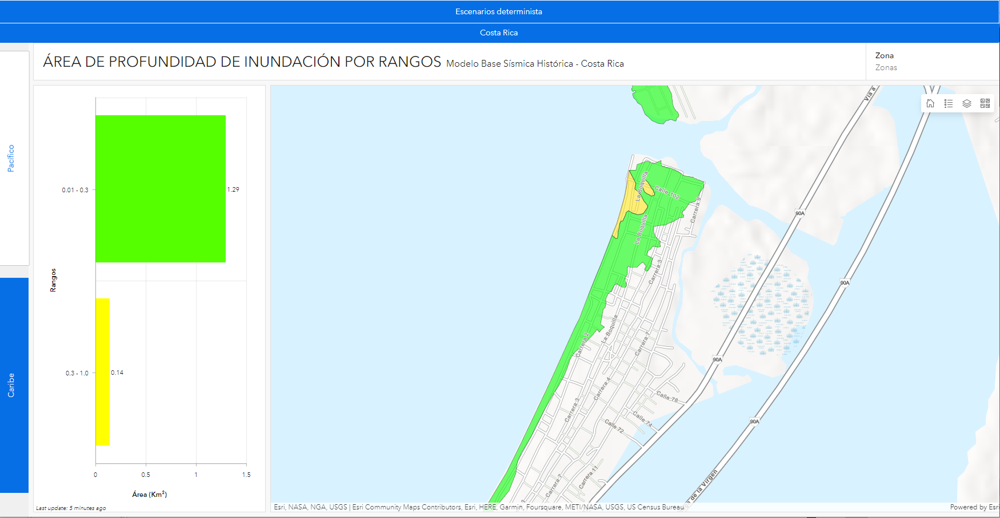 Escenarios determinista
Costa Rica
ÁREA DE PROFUNDIDAD DE INUNDACIÓN POR RANGOS Modelo Base Sísmica Histórica - Costa Rica
Zona
Zonas
Pacífico
Caribe
Rangos
0.01 - 0.3
1.29
0.3 - 1.0
0.14
0
0.5
1
1.5
Área (Km²)
Last update: 5 minutes ago
Vía a
La Boquilla
Calle 102
Carrera 9
La Boquilla
90A
Carrera 3
90A
La Boquilla
Carrera 2
Carrera 7
90A
Carrera 4
Calle 78
Carrera 3
Calle 74
Calle 72
90A
Carrera 7
Carrera 11
de la Virgen
Esri, NASA, NGA, USGS | Esri Community Maps Contributors, Esri, HERE, Garmin, Foursquare, METI/NASA, USGS, US Census Bureau
Powered by Esri